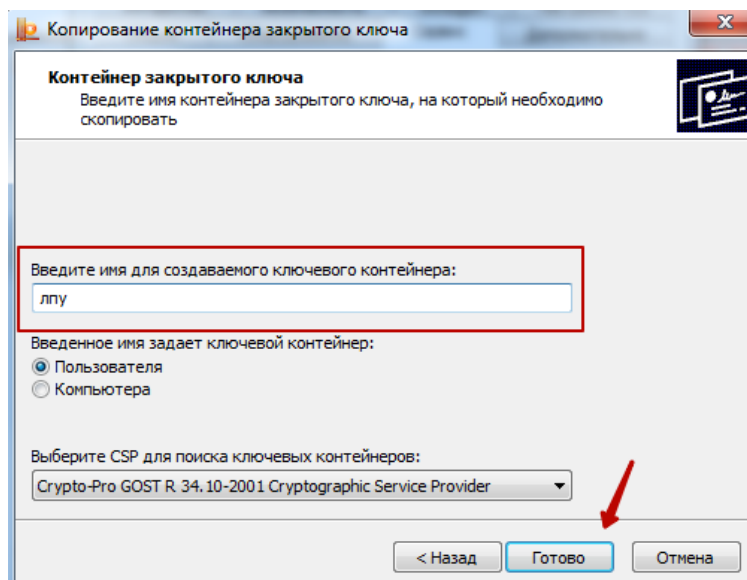 Копирование контейнера закрытого ключа
Контейнер закрытого ключа
Введите имя контейнера закрытого ключа, на который необходимо
скопировать
Введите имя для создаваемого ключевого контейнера:
лпу
Введенное имя задает ключевой контейнер:
Пользователя
Компьютера
Выберите CSP для поиска ключевых контейнеров:
Crypto-Pro GOST R 34.10-2001 Cryptographic Service Provider
< Назад Готово Отмена